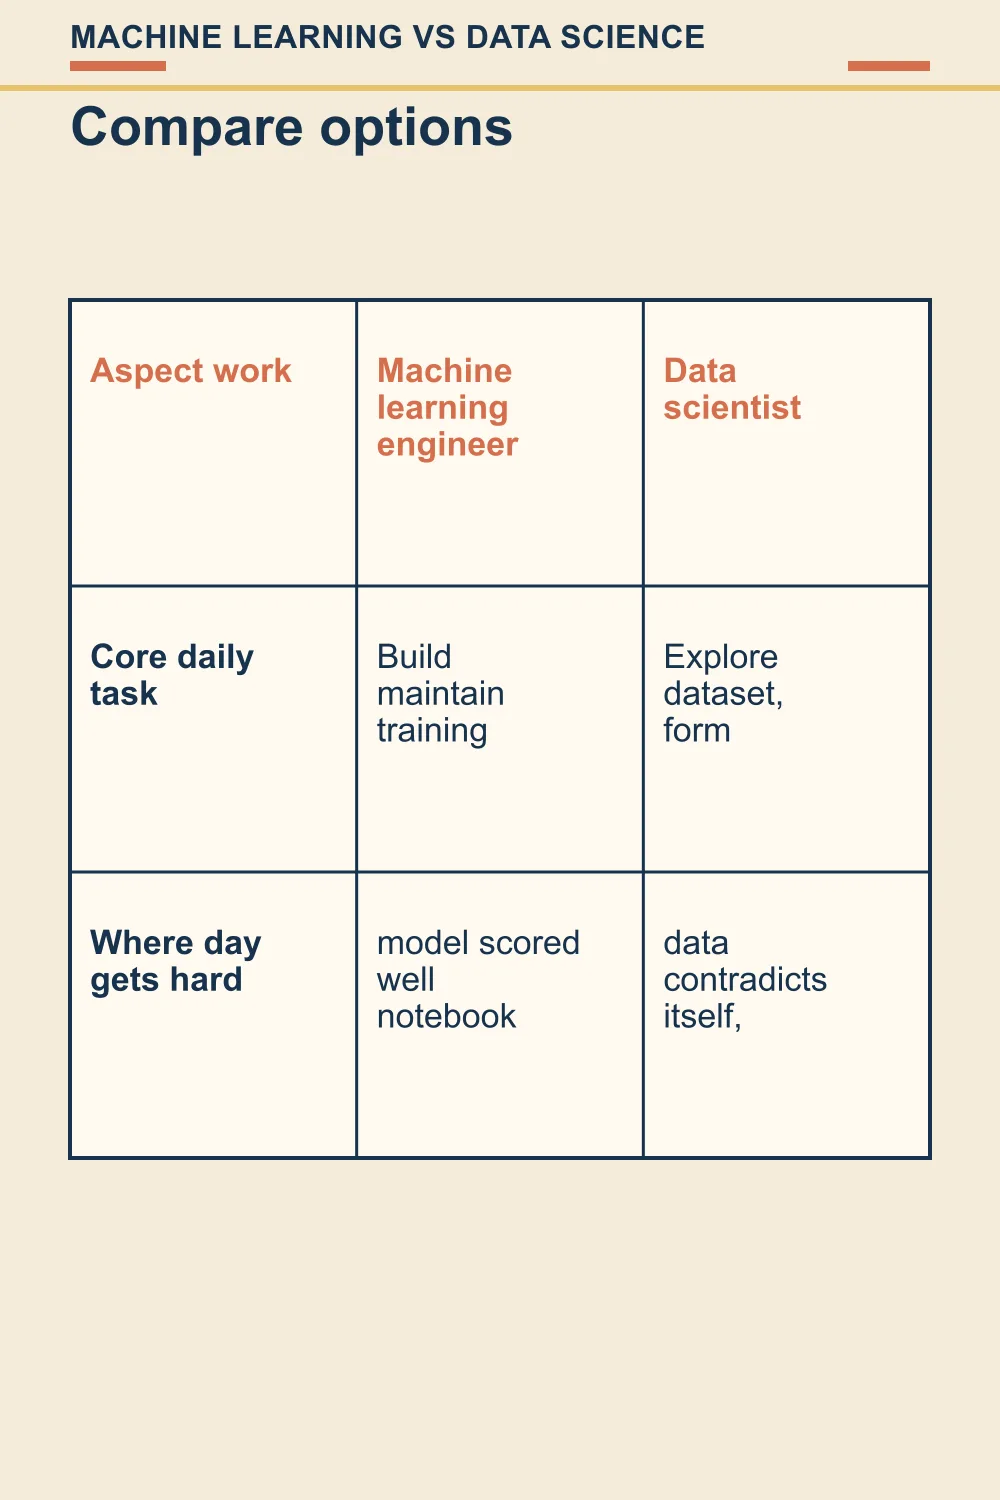 MACHINE LEARNING VS DATA SCIENCE
Compare options
Aspect work
Machine
learning
engineer
Data
scientist
Core daily
task
Build
maintain
training
Explore
dataset,
form
Where day
gets hard
model scored
well
notebook
data
contradicts
itself,